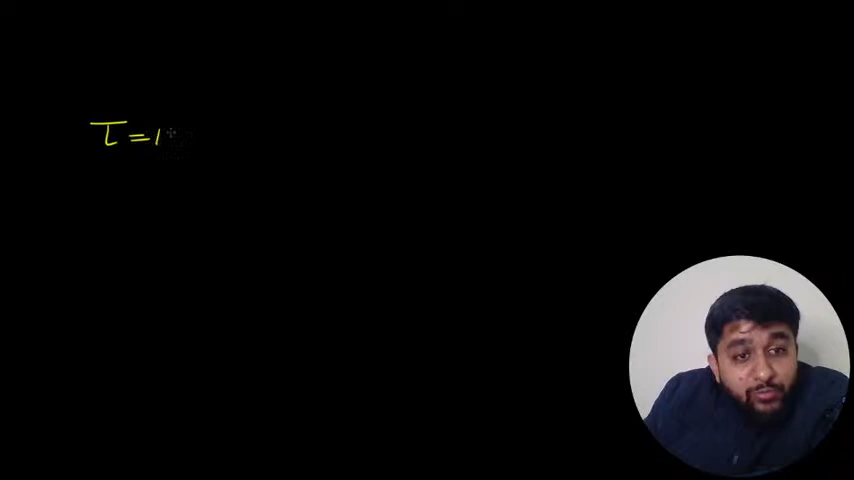 τ = 1